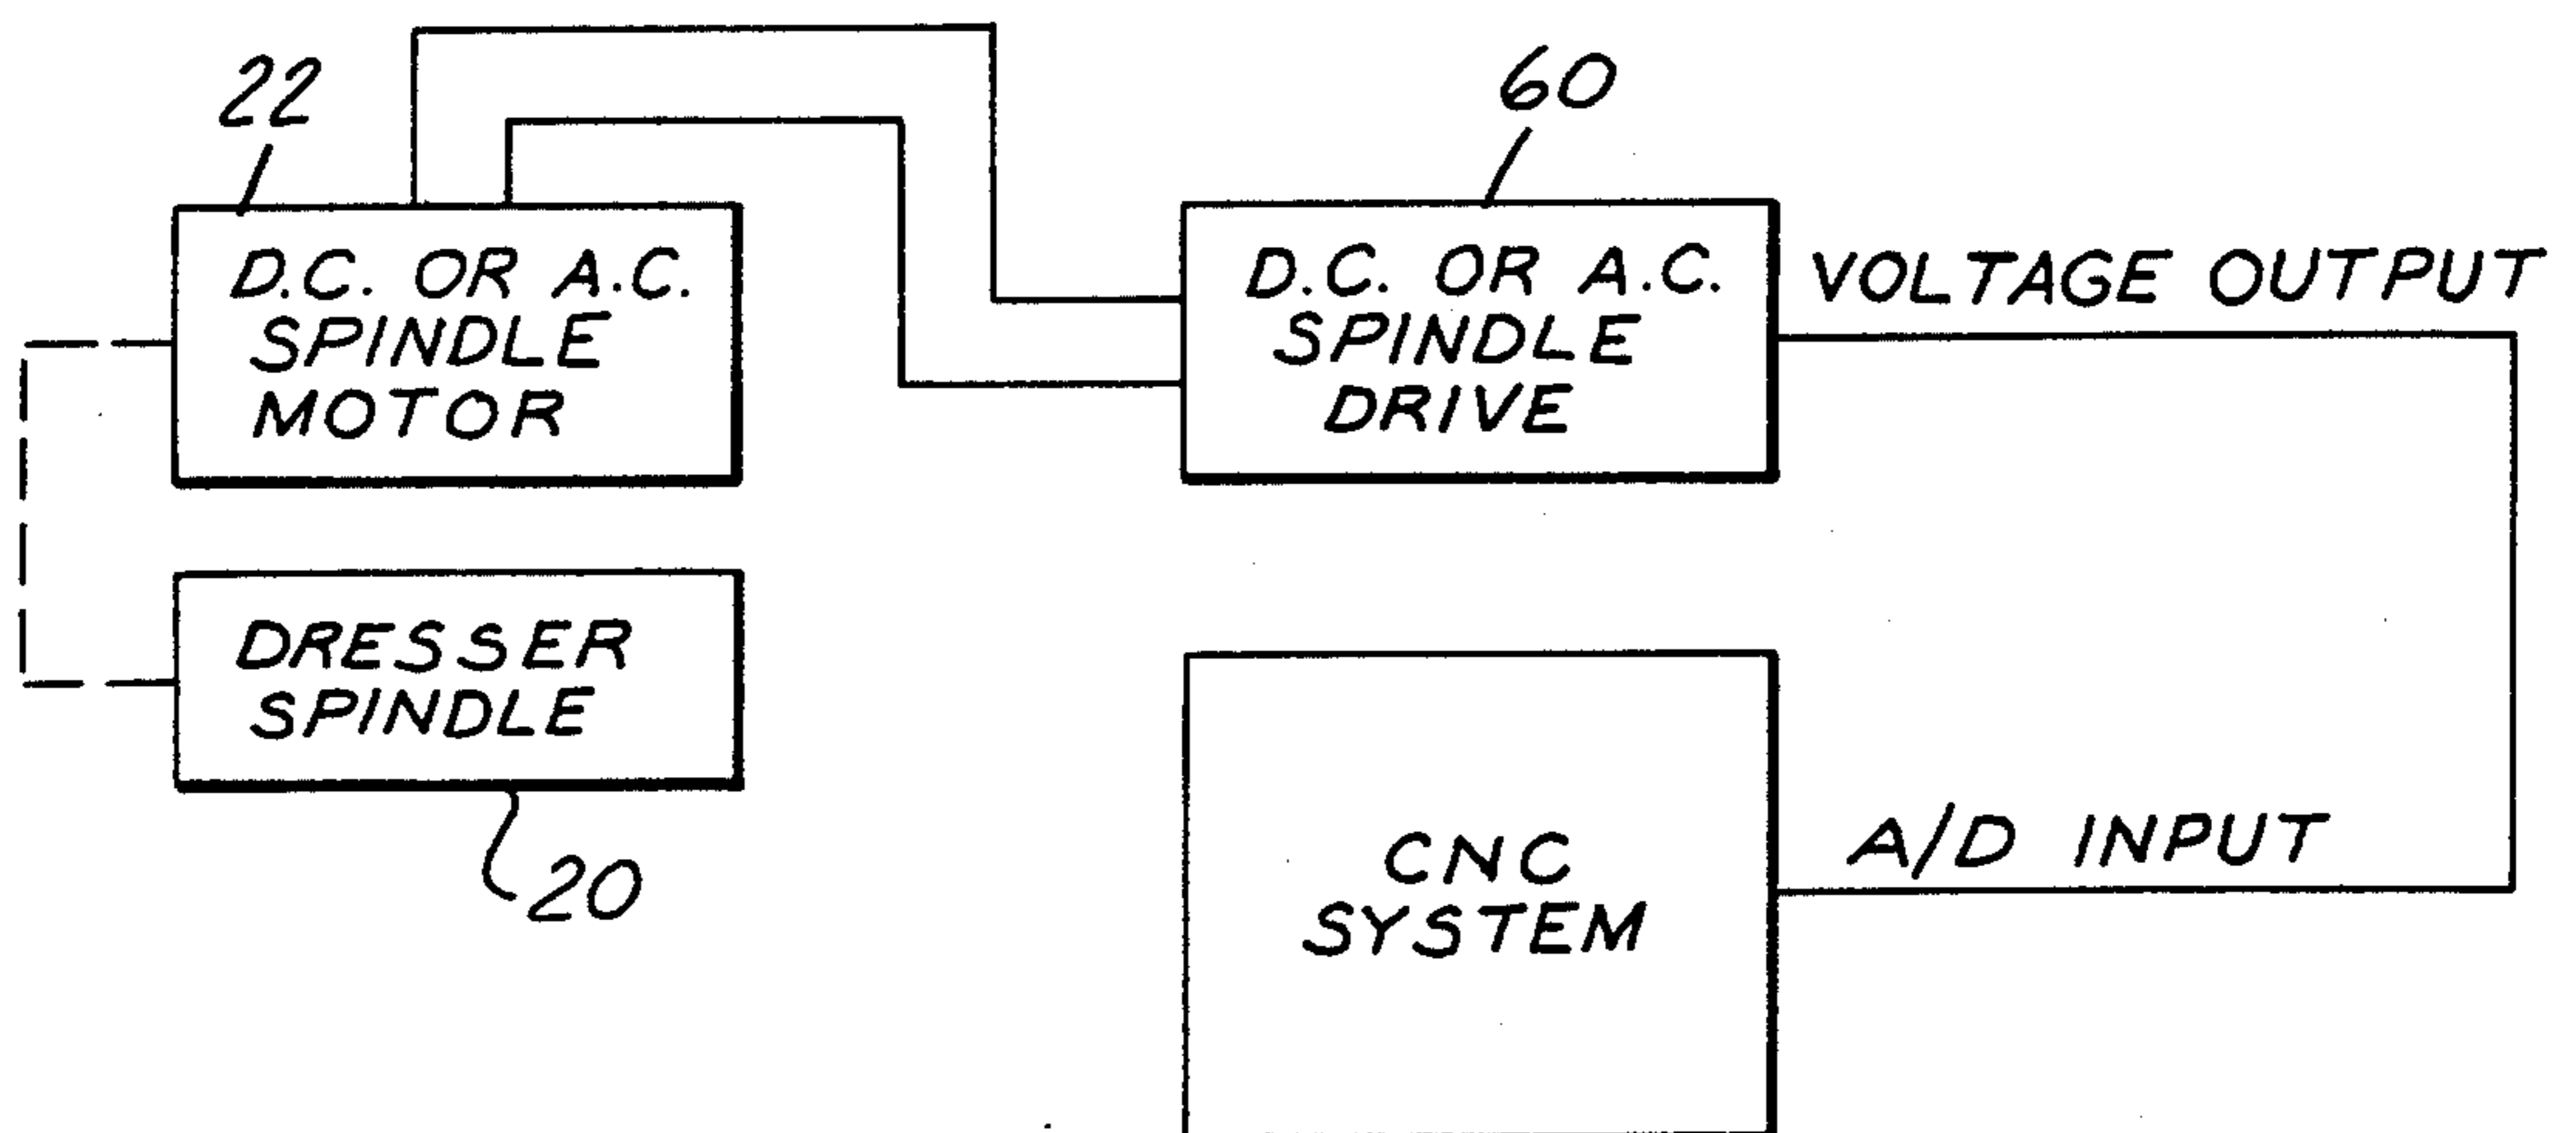 22
60
D.C. OR A.C.
SPINDLE
MOTOR
D.C. OR A.C.
SPINDLE
DRIVE
VOLTAGE OUTPUT
DRESSER
SPINDLE
20
CNC
SYSTEM
A/D INPUT